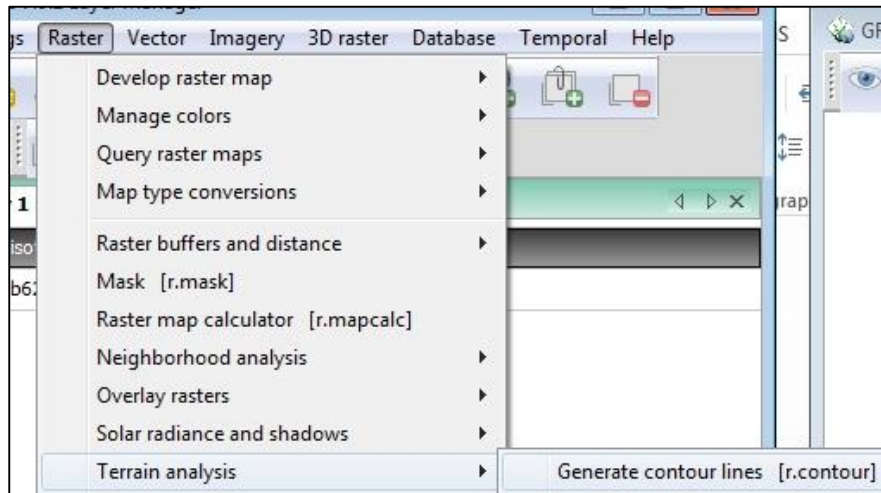 Raster Vector Imagery 3D raster Database Temporal Help
Develop raster map
Manage colors
Query raster maps
Map type conversions
1
Raster buffers and distance
Mask [r.mask]
Raster map calculator [r.mapcalc]
Neighborhood analysis
Overlay rasters
Solar radiance and shadows
Terrain analysis
Generate contour lines [r.contour]